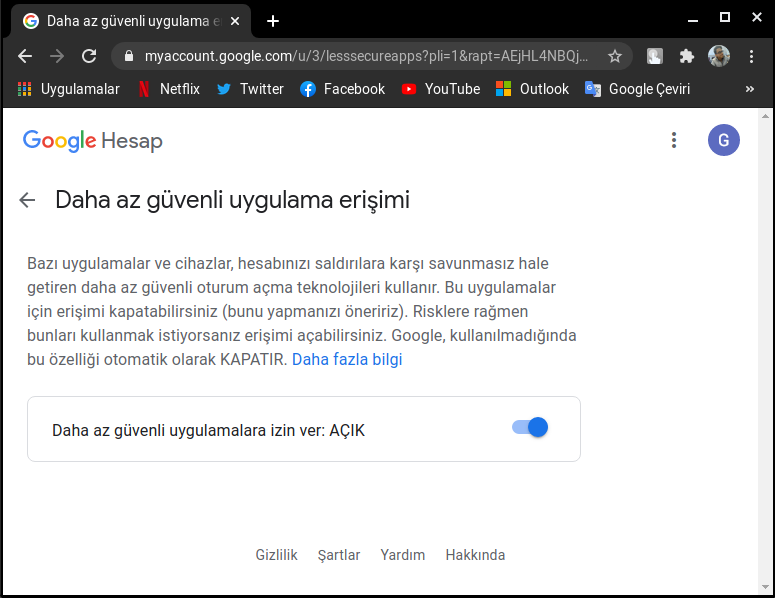 Daha az güvenli uygulama e
myaccount.google.com/u/3/lesssecureapps?pli=1&rapt=AEjHL4NBQj...
Uygulamalar Netflix Twitter Facebook YouTube Outlook Google Çeviri »
Google Hesap
G
Daha az güvenli uygulama erişimi
Bazı uygulamalar ve cihazlar, hesabınızı saldırılara karşı savunmasız hale
getiren daha az güvenli oturum açma teknolojileri kullanır. Bu uygulamalar
için erişimi kapatabilirsiniz (bunu yapmanızı öneririz). Risklere rağmen
bunları kullanmak istiyorsanız erişimi açabilirsiniz. Google, kullanılmadığında
bu özelliği otomatik olarak KAPATIR. Daha fazla bilgi
Daha az güvenli uygulamalara izin ver: AÇIK
Gizlilik Şartlar Yardım Hakkında